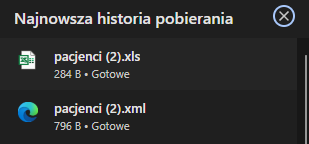 Najnowsza historia pobierania
pacjenci (2).xls
284 B • Gotowe
pacjenci (2).xml
796 B • Gotowe